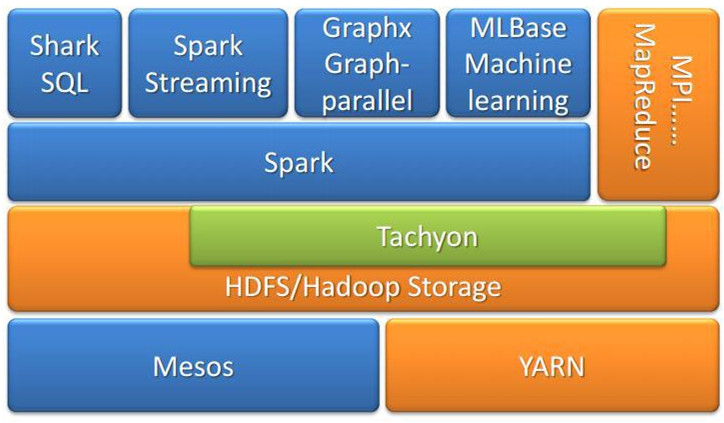 Shark
SQL
Spark
Streaming
Graphx
Graph-
parallel
MLBase
Machine
learning
MPI......
MapReduce
Spark
Tachyon
HDFS/Hadoop Storage
Mesos
YARN